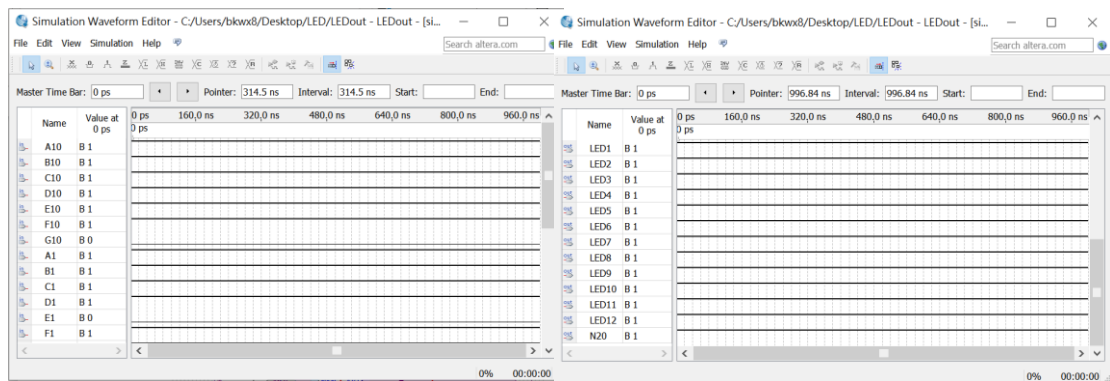 Simulation Waveform Editor - C:/Users/bkwx8/Desktop/LED/LEDout - LEDout - [si...
File Edit View Simulation Help
Search altera.com
Master Time Bar: 0 ps Pointer: 314.5 ns Interval: 314.5 ns Start: End:
Name Value at 0 ps
0 ps 160,0 ns 320,0 ns 480,0 ns 640,0 ns 800,0 ns 960,0 ns
0 ps
A10 B 1
B10 B 1
C10 B 1
D10 B 1
E10 B 1
F10 B 1
G10 B 0
A1 B 1
B1 B 1
C1 B 1
D1 B 1
E1 B 0
F1 B 1
0% 00:00:00
Simulation Waveform Editor - C:/Users/bkwx8/Desktop/LED/LEDout - LEDout - [si...
File Edit View Simulation Help
Search altera.com
Master Time Bar: 0 ps Pointer: 996.84 ns Interval: 996.84 ns Start: End:
Name Value at 0 ps
0 ps 160,0 ns 320,0 ns 480,0 ns 640,0 ns 800,0 ns 960,0 ns
0 ps
LED1 B 1
LED2 B 1
LED3 B 1
LED4 B 1
LED5 B 1
LED6 B 1
LED7 B 1
LED8 B 1
LED9 B 1
LED10 B 1
LED11 B 1
LED12 B 1
N20 B 1
0% 00:00:00